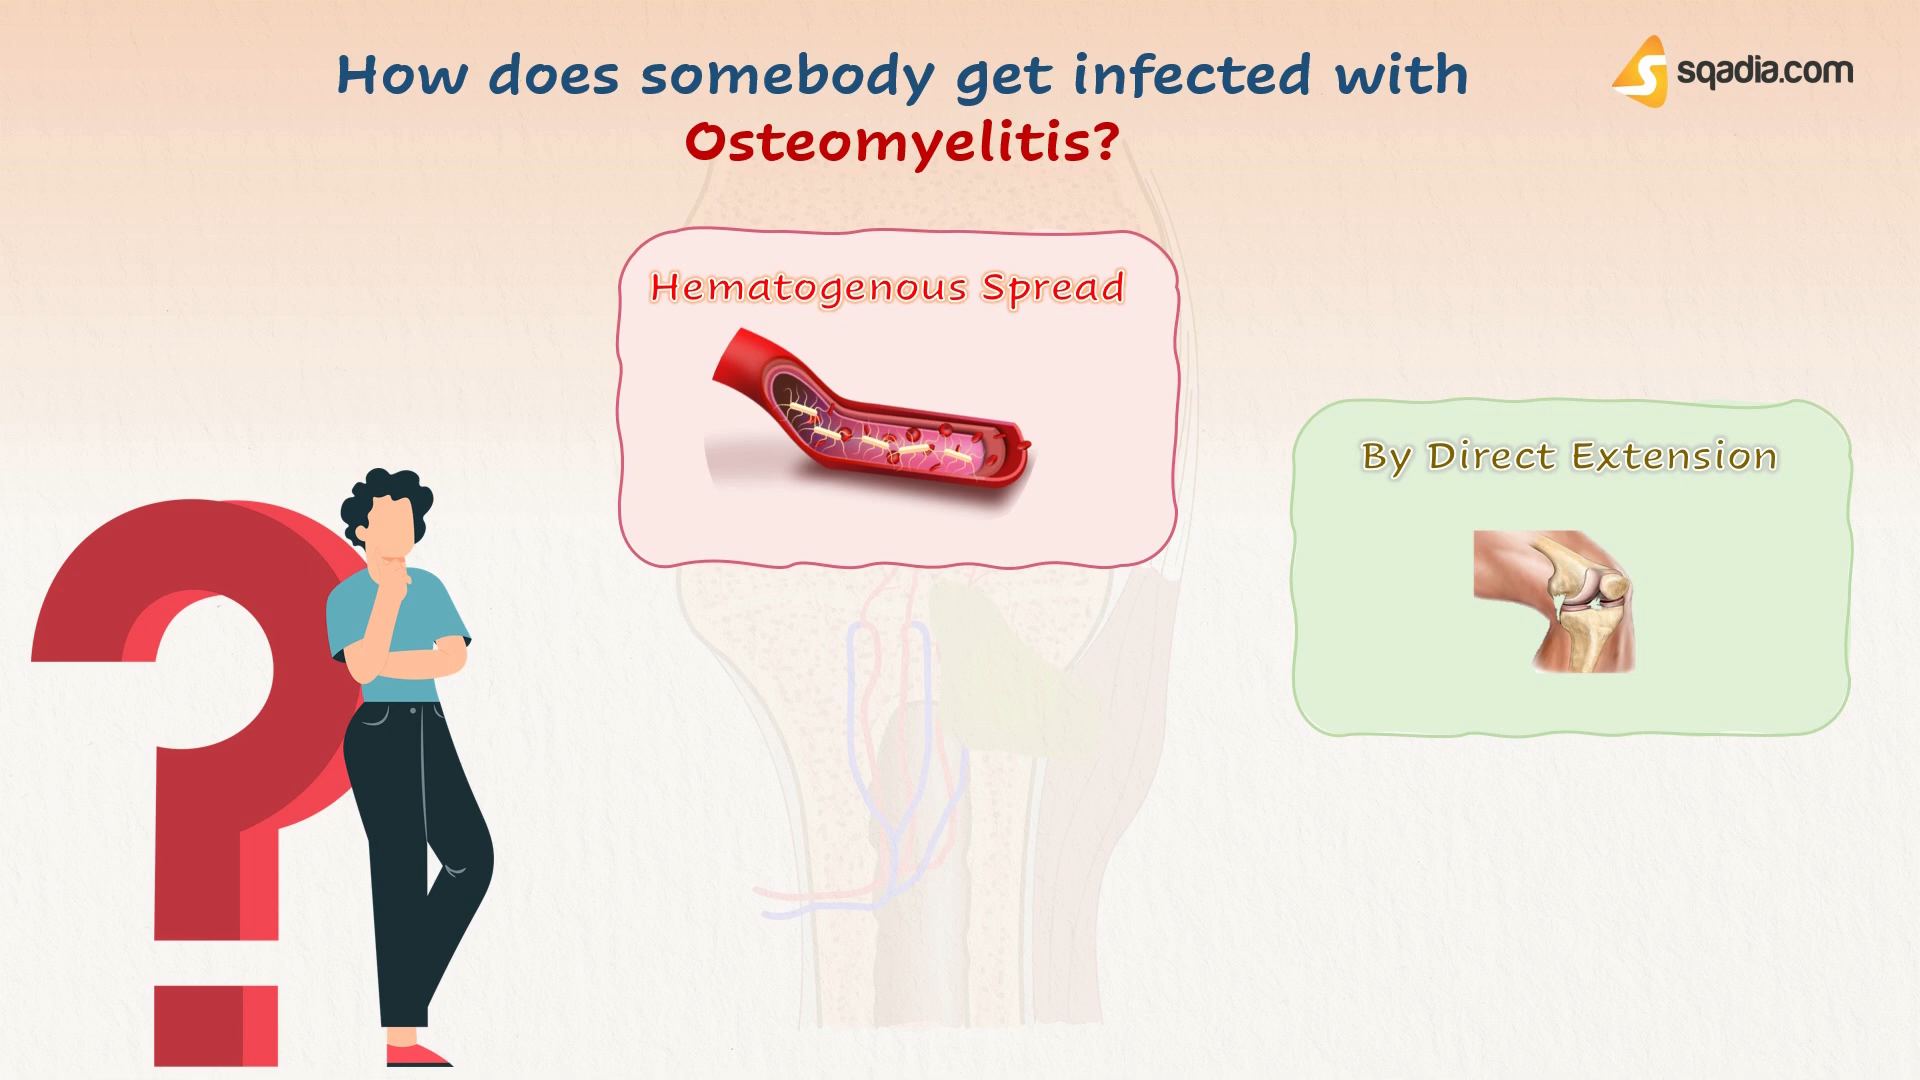 How does somebody get infected with
Osteomyelitis?
sqadia.com
Hematogenous Spread
By Direct Extension